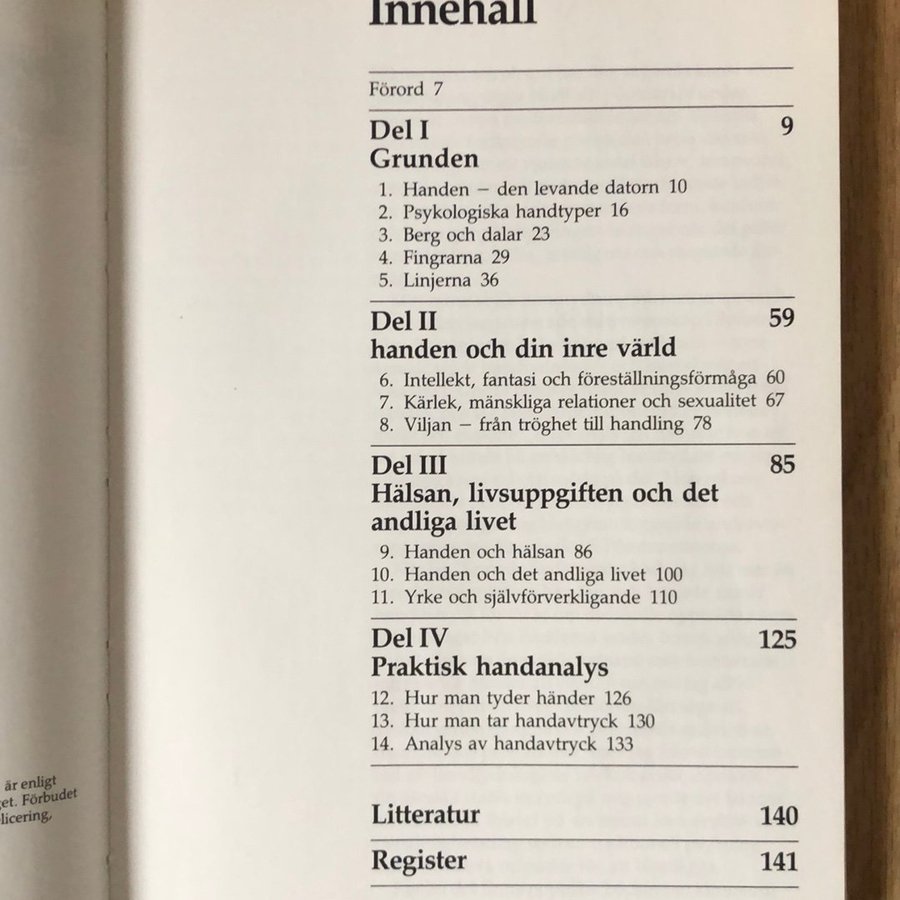 Innehåll
Förord 7
Del I 9
Grunden
1. Handen – den levande datorn 10
2. Psykologiska handtyper 16
3. Berg och dalar 23
4. Fingrarna 29
5. Linjerna 36
Del II 59
handen och din inre värld
6. Intellekt, fantasi och föreställningsförmåga 60
7. Kärlek, mänskliga relationer och sexualitet 67
8. Viljan – från tröghet till handling 78
Del III 85
Hälsan, livsuppgiften och det
andliga livet
9. Handen och hälsan 86
10. Handen och det andliga livet 100
11. Yrke och självförverkligande 110
Del IV 125
Praktisk handanalys
12. Hur man tyder händer 126
13. Hur man tar handavtryck 130
14. Analys av handavtryck 133
Litteratur 140
Register 141
är enligt
et. Förbudet
licering,